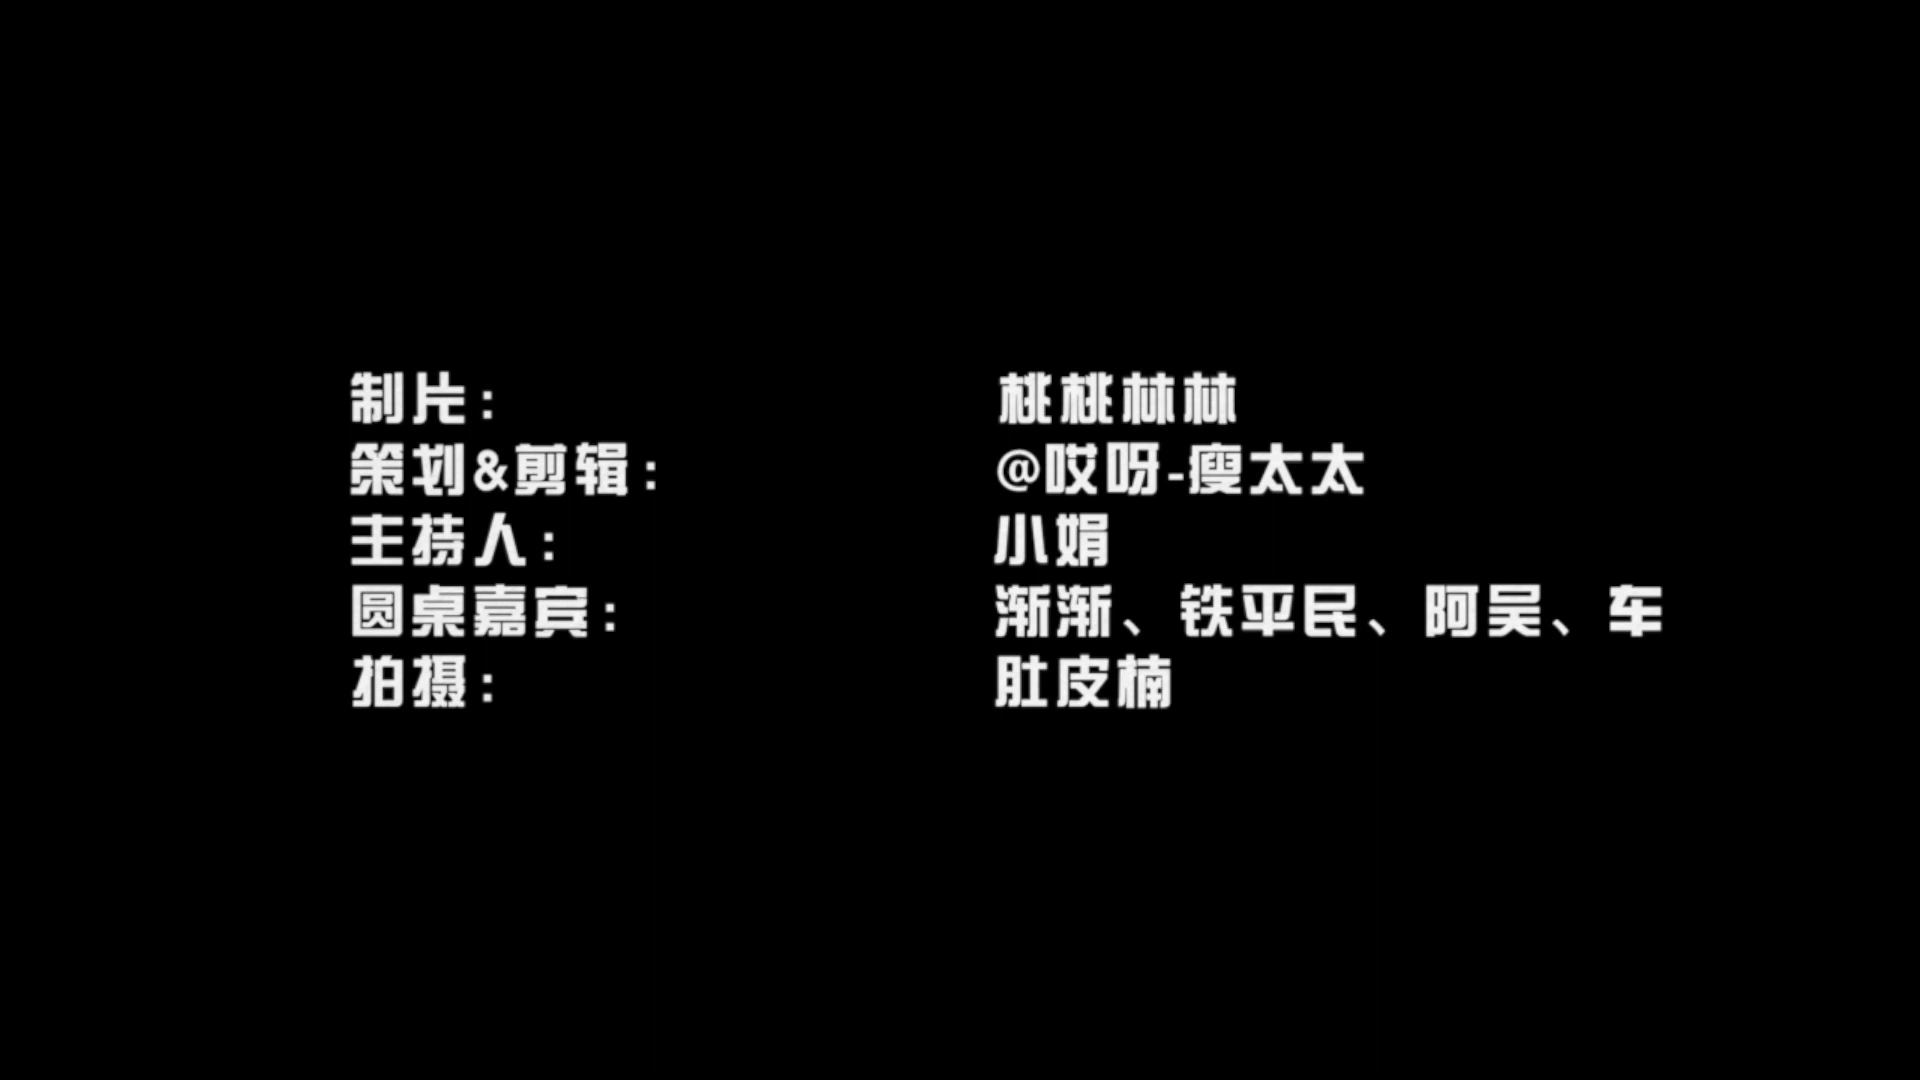 制片： 桃桃林林
策划&剪辑： @哎呀-瘦太太
主持人： 小娟
圆桌嘉宾： 渐渐、铁平民、阿吴、车
拍摄： 肚皮楠